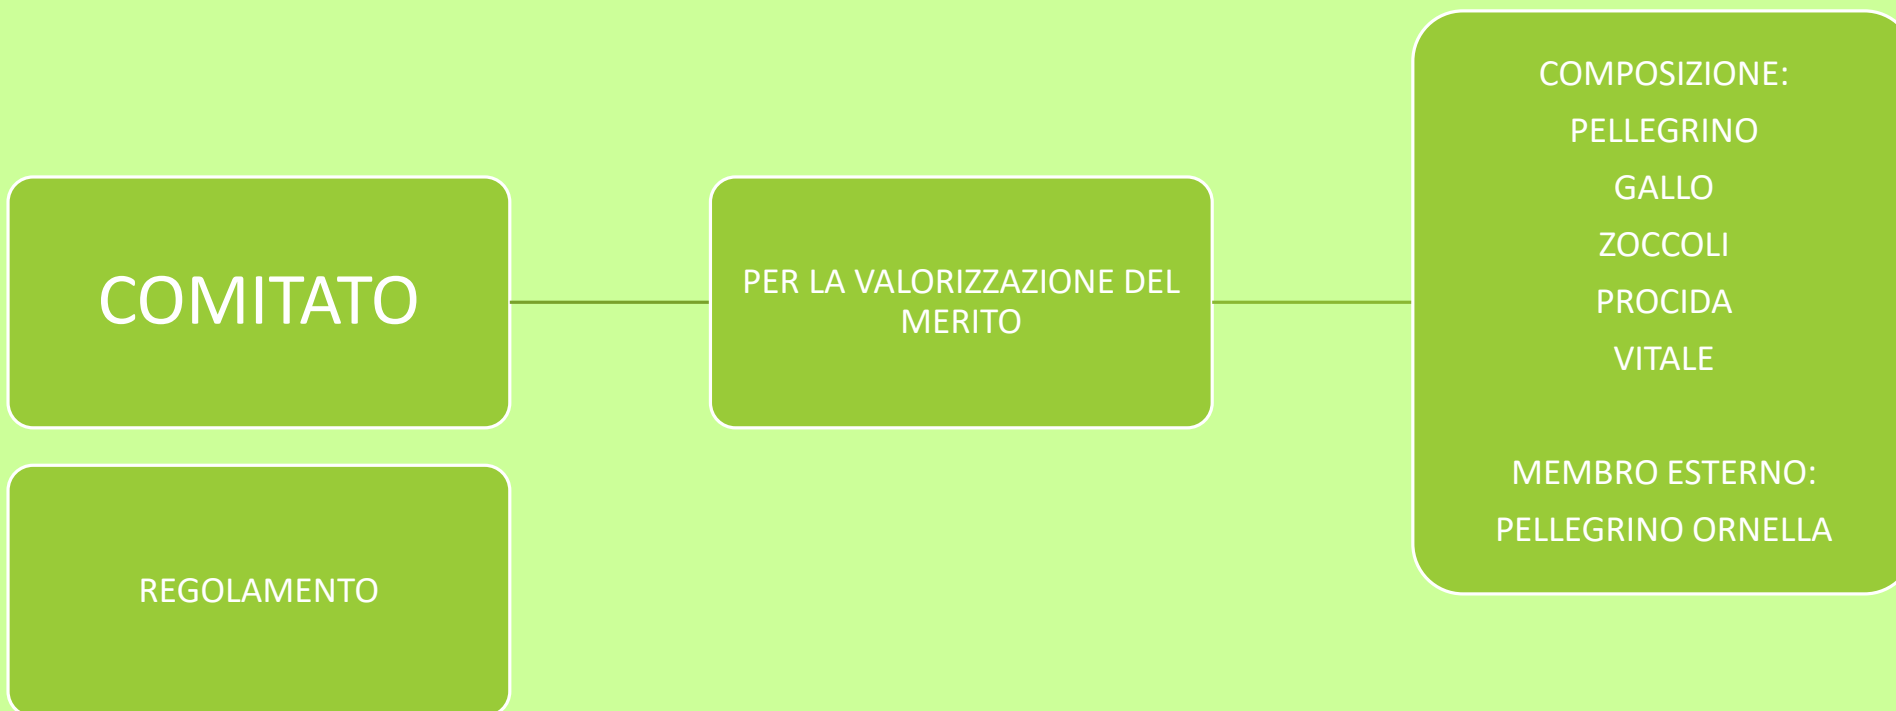 COMITATO
PER LA VALORIZZAZIONE DEL
MERITO
COMPOSIZIONE:
PELLEGRINO
GALLO
ZOCCOLI
PROCIDA
VITALE
MEMBRO ESTERNO:
PELLEGRINO ORNELLA
REGOLAMENTO